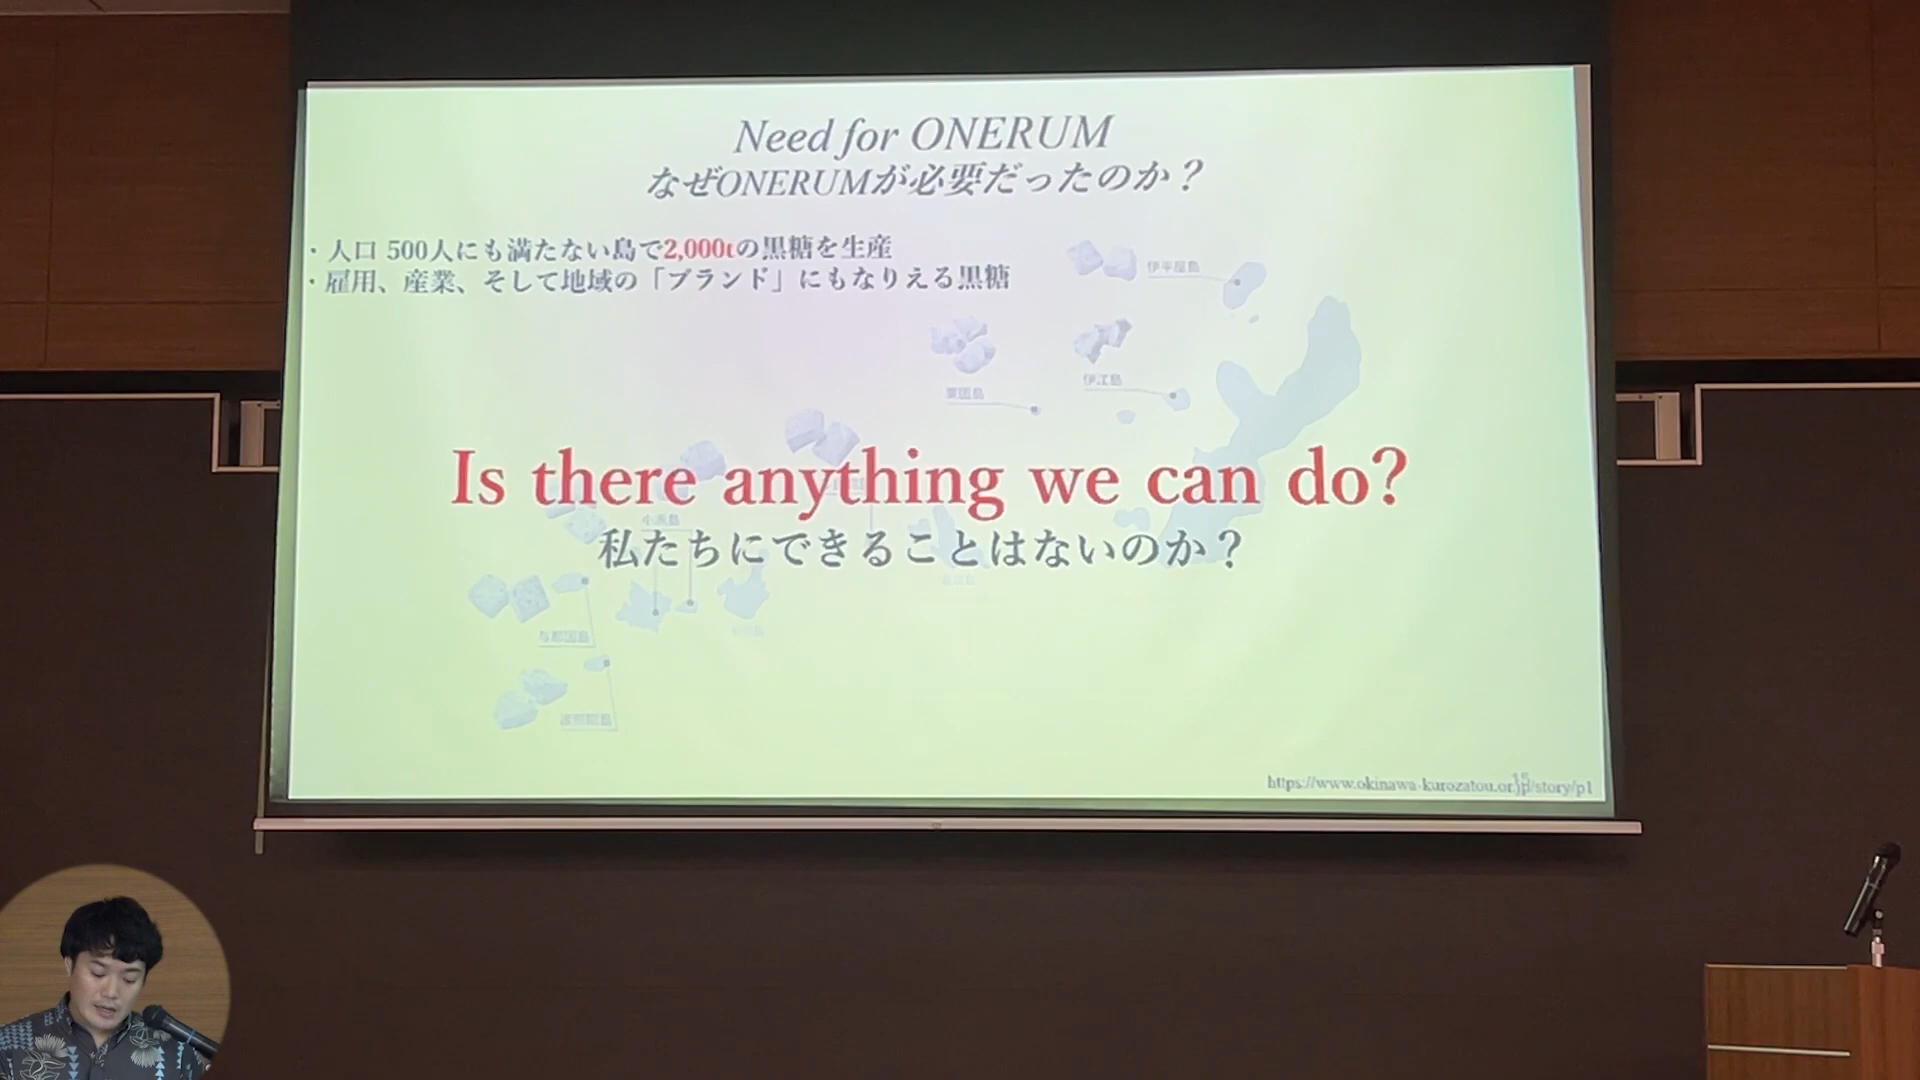 Need for ONERUM
なぜONERUMが必要だったのか?
・人口 500人にも満たない島で2,000tの黒糖を生産
・雇用、産業、そして地域の「ブランド」にもなりえる黒糖
伊平屋島
粟国島
伊江島
Is there anything we can do?
小浜島
私たちにできることはないのか?
与那国島
波照間島
https://www.okinawa-kurozatou.or.jp/story/p1
15